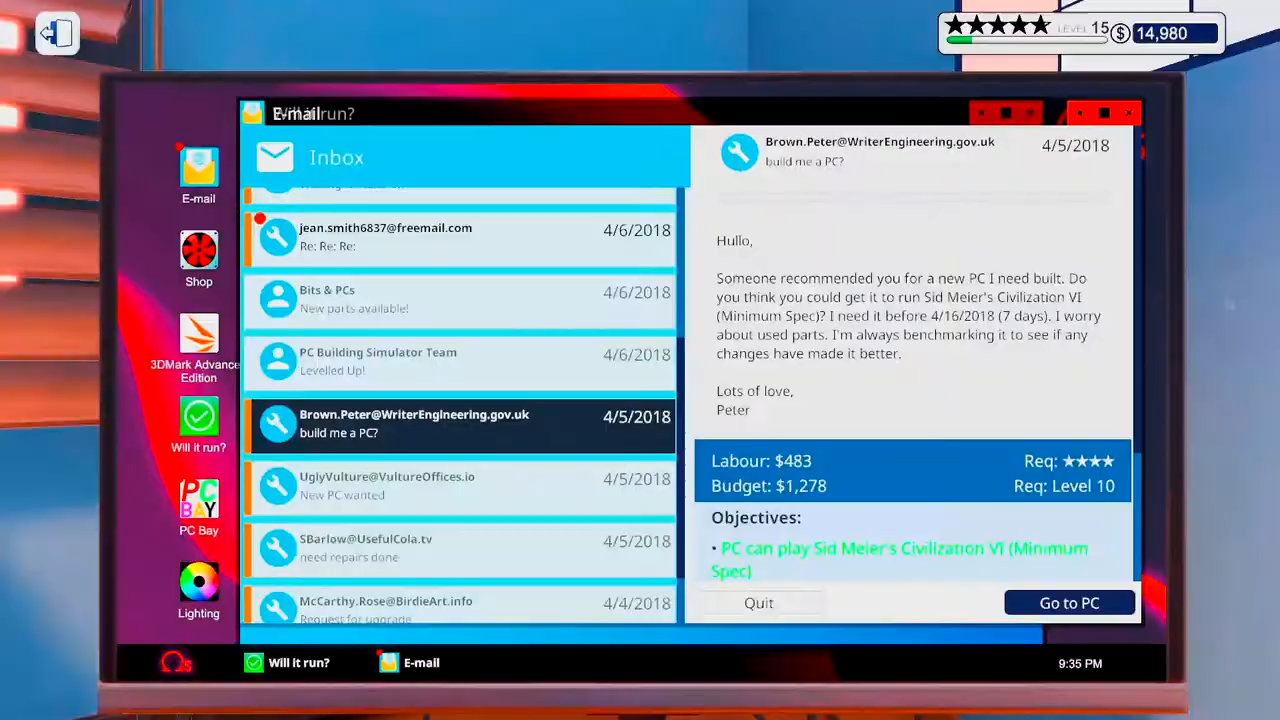 LEVEL 15
$ 14,980
E-mail
Will it run?
Inbox
jean.smith6837@freemail.com
4/6/2018
Re: Re: Re:
Bits & PCs
4/6/2018
New parts available!
PC Building Simulator Team
4/6/2018
Levelled Up!
Brown.Peter@WriterEngineering.gov.uk
4/5/2018
build me a PC?
UglyVulture@VultureOffices.io
4/5/2018
New PC wanted
SBarlow@UsefulCola.tv
4/5/2018
need repairs done
McCarthy.Rose@BirdieArt.info
4/4/2018
Request for upgrade
Brown.Peter@WriterEngineering.gov.uk
4/5/2018
build me a PC?
Hullo,
Someone recommended you for a new PC I need built. Do
you think you could get it to run Sid Meier's Civilization VI
(Minimum Spec)? I need it before 4/16/2018 (7 days). I worry
about used parts. I'm always benchmarking it to see if any
changes have made it better.
Lots of love,
Peter
Labour: $483
Req: ★★★★
Budget: $1,278
Req: Level 10
Objectives:
• PC can play Sid Meier's Civilization VI (Minimum
Spec)
Quit
Go to PC
E-mail
Shop
3DMark Advance
Edition
Will it run?
PC
BAY
PC Bay
Lighting
Will it run?
E-mail
9:35 PM